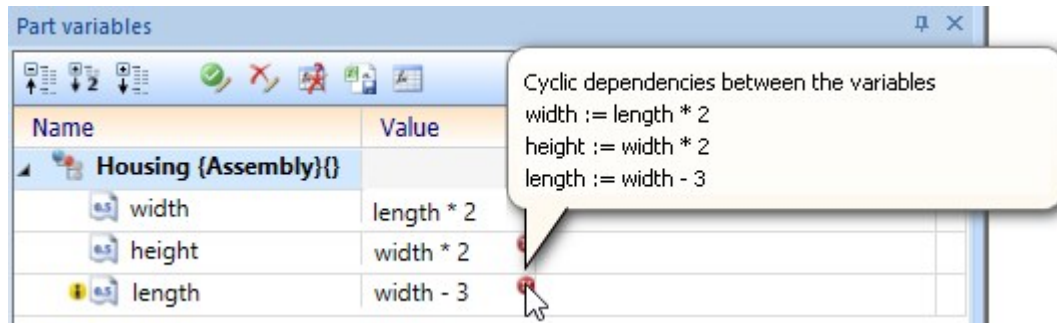 Part variables
Name Value
Housing {Assembly}{}
width length * 2
height width * 2
length width - 3
Cyclic dependencies between the variables
width := length * 2
height := width * 2
length := width - 3